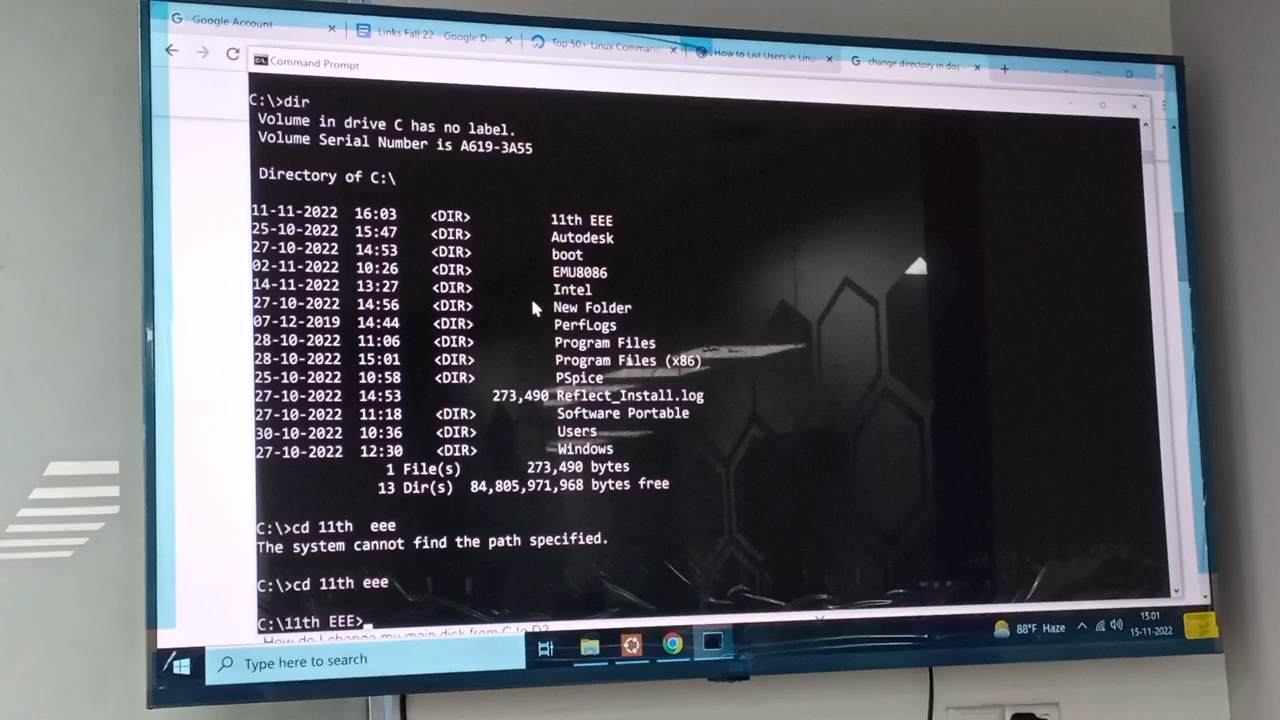 Google Account
Links Fall 22 - Google Do
Top 50+ Linux Comman
How to List Users in Linu
change directory in dos
Command Prompt
C:\>dir
Volume in drive C has no label.
Volume Serial Number is A619-3A55
Directory of C:\
11-11-2022 16:03 <DIR> 11th EEE
25-10-2022 15:47 <DIR> Autodesk
27-10-2022 14:53 <DIR> boot
02-11-2022 10:26 <DIR> EMU8086
14-11-2022 13:27 <DIR> Intel
27-10-2022 14:56 <DIR> New Folder
07-12-2019 14:44 <DIR> PerfLogs
28-10-2022 11:06 <DIR> Program Files
28-10-2022 15:01 <DIR> Program Files (x86)
25-10-2022 10:58 <DIR> PSpice
27-10-2022 14:53 273,490 Reflect_Install.log
27-10-2022 11:18 <DIR> Software Portable
30-10-2022 10:36 <DIR> Users
27-10-2022 12:30 <DIR> Windows
1 File(s) 273,490 bytes
13 Dir(s) 84,805,971,968 bytes free
C:\>cd 11th  eee
The system cannot find the path specified.
C:\>cd 11th eee
C:\11th EEE>_
How do I change my main disk from C to D?
Type here to search
88°F Haze
15:01
15-11-2022